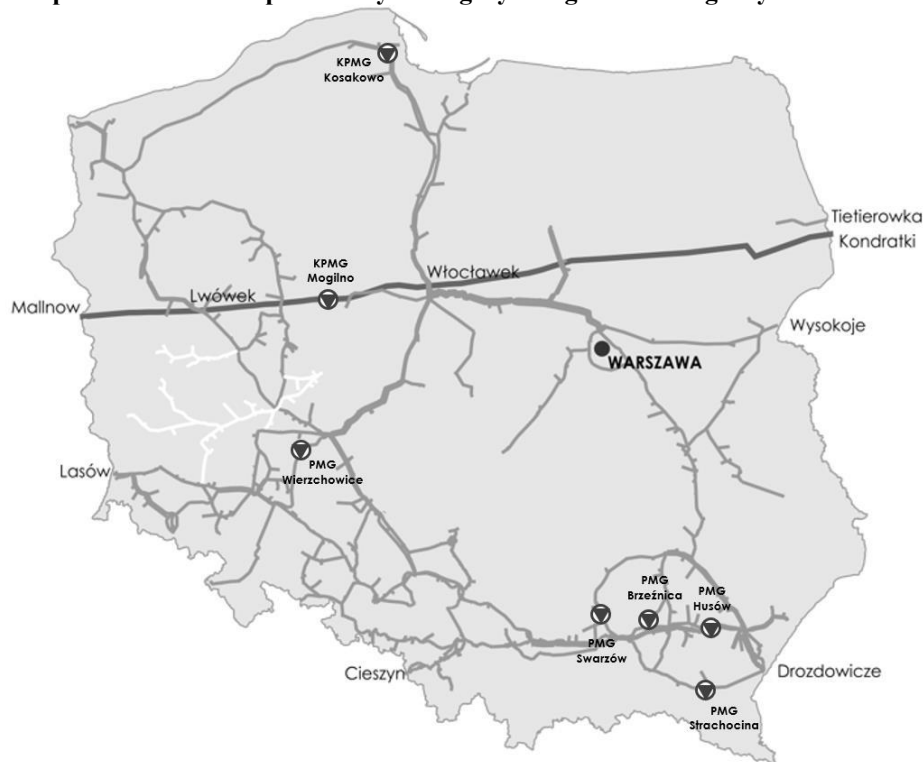 KPMG
Kosakowo
Tietierowka
Kondratki
KPMG
Mogilno
Włocławek
Lwówek
Mallnow
Wysokoje
WARSZAWA
Lasów
PMG
Wierzchowice
PMG
Brzeźnica
PMG
Husów
PMG
Swarzów
Cieszyn
Drozdowicze
PMG
Strachocina